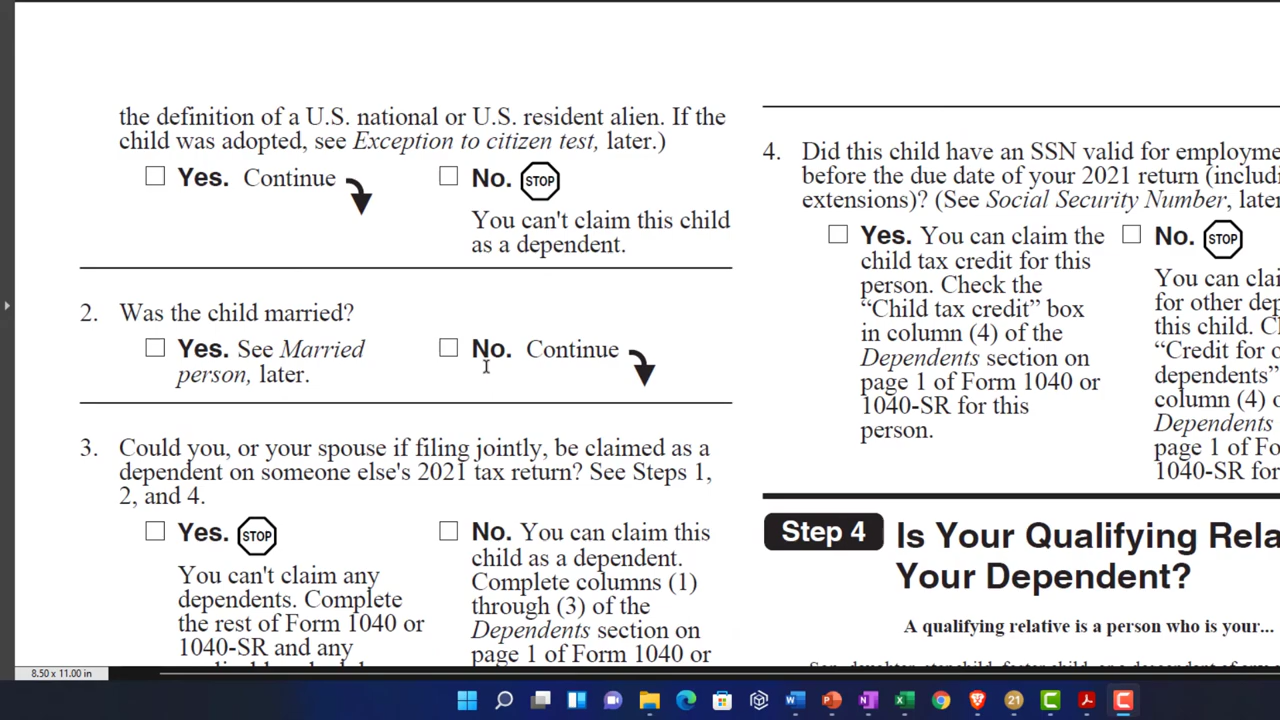 the definition of a U.S. national or U.S. resident alien. If the
child was adopted, see Exception to citizen test, later.)
Yes. Continue
No. STOP
You can't claim this child
as a dependent.
2. Was the child married?
Yes. See Married
person, later.
No. Continue
3. Could you, or your spouse if filing jointly, be claimed as a
dependent on someone else's 2021 tax return? See Steps 1,
2, and 4.
Yes. STOP
You can't claim any
dependents. Complete
the rest of Form 1040 or
1040-SR and any
No. You can claim this
child as a dependent.
Complete columns (1)
through (3) of the
Dependents section on
page 1 of Form 1040 or
4. Did this child have an SSN valid for employme
before the due date of your 2021 return (includi
extensions)? (See Social Security Number, later
Yes. You can claim the
child tax credit for this
person. Check the
“Child tax credit” box
in column (4) of the
Dependents section on
page 1 of Form 1040 or
1040-SR for this
person.
No. STOP
You can clai
for other dep
this child. C
“Credit for o
dependents”
column (4) o
Dependents
page 1 of Fo
1040-SR for
Step 4 Is Your Qualifying Rela
Your Dependent?
A qualifying relative is a person who is your...
8.50 x 11.00 in
21